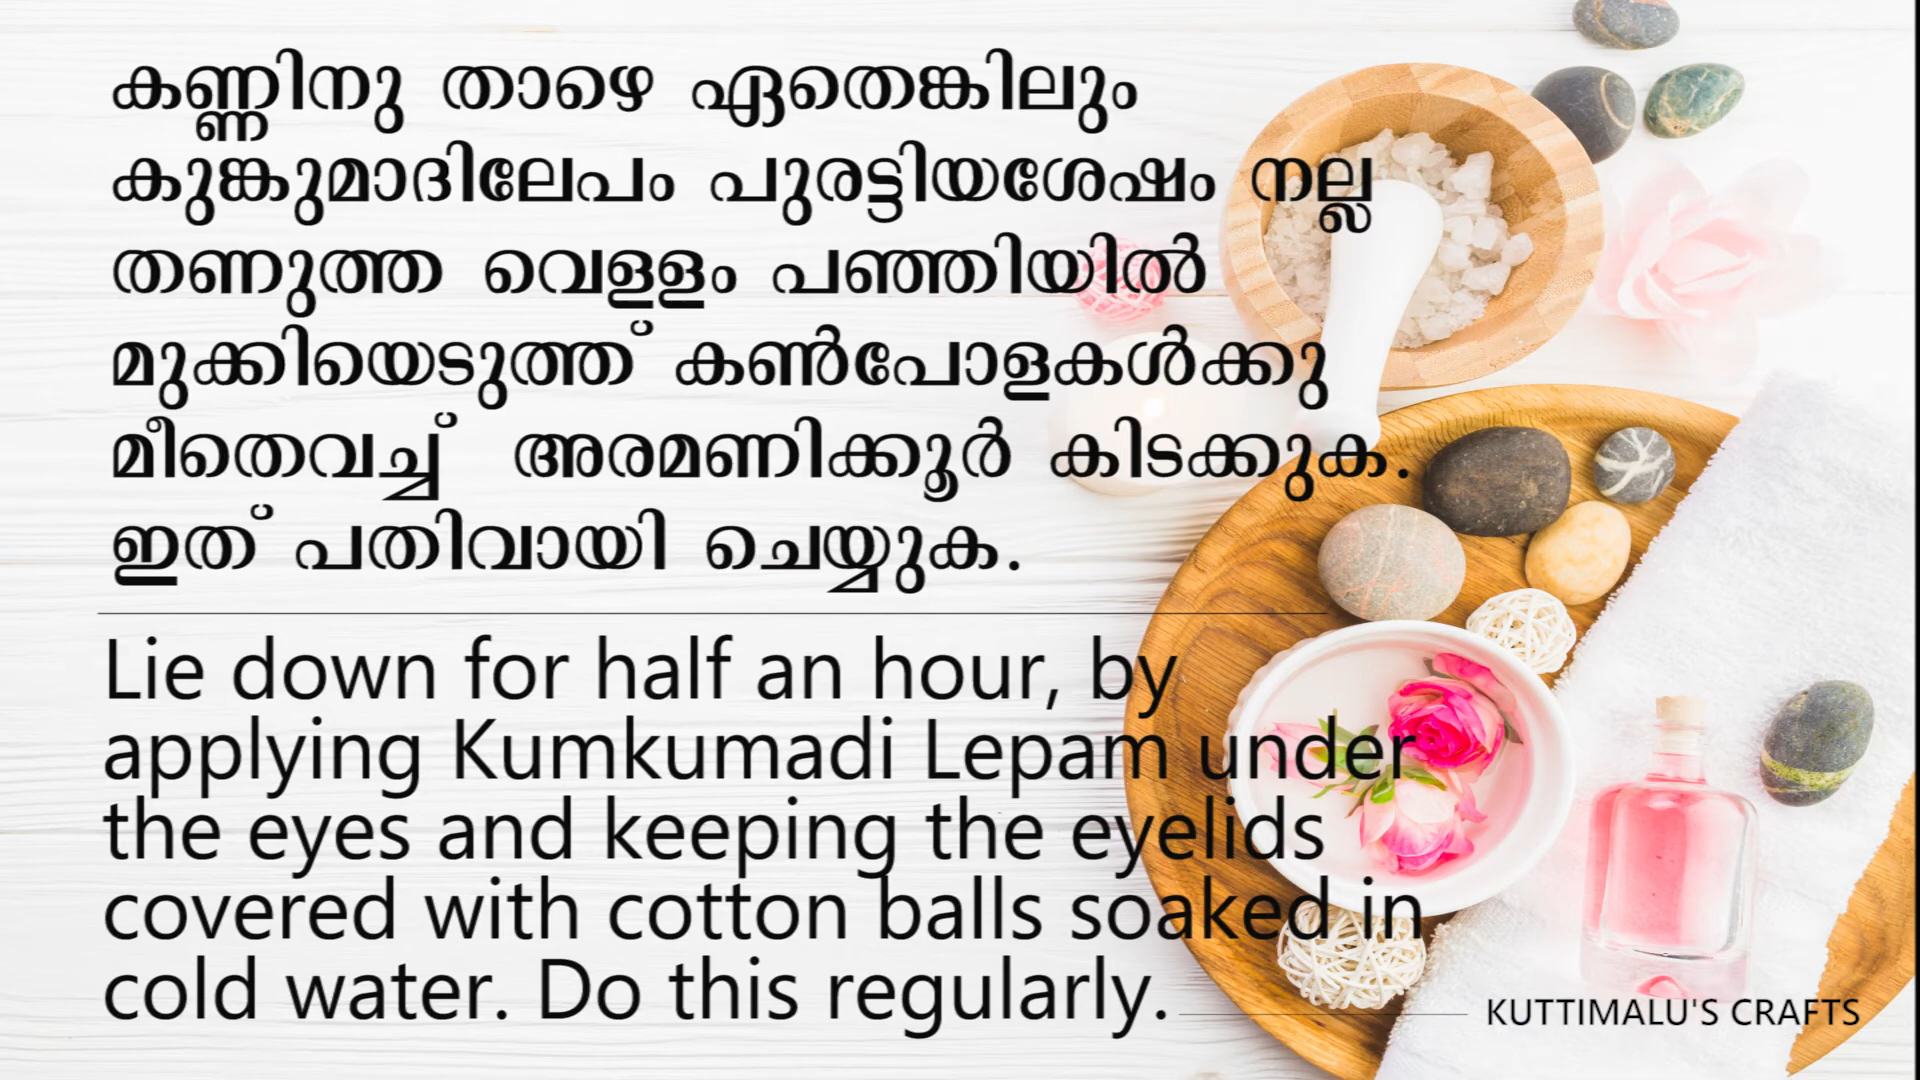 കണ്ണിനു താഴെ ഏതെങ്കിലും
കുങ്കുമാദിലേപം പുരട്ടിയശേഷം നല്ല
തണുത്ത വെളളം പഞ്ഞിയിൽ
മുക്കിയെടുത്ത് കൺപോളകൾക്കു
മീതെവച്ച് അരമണിക്കൂർ കിടക്കുക.
ഇത് പതിവായി ചെയ്യുക.
Lie down for half an hour, by
applying Kumkumadi Lepam under
the eyes and keeping the eyelids
covered with cotton balls soaked in
cold water. Do this regularly.
KUTTIMALU'S CRAFTS